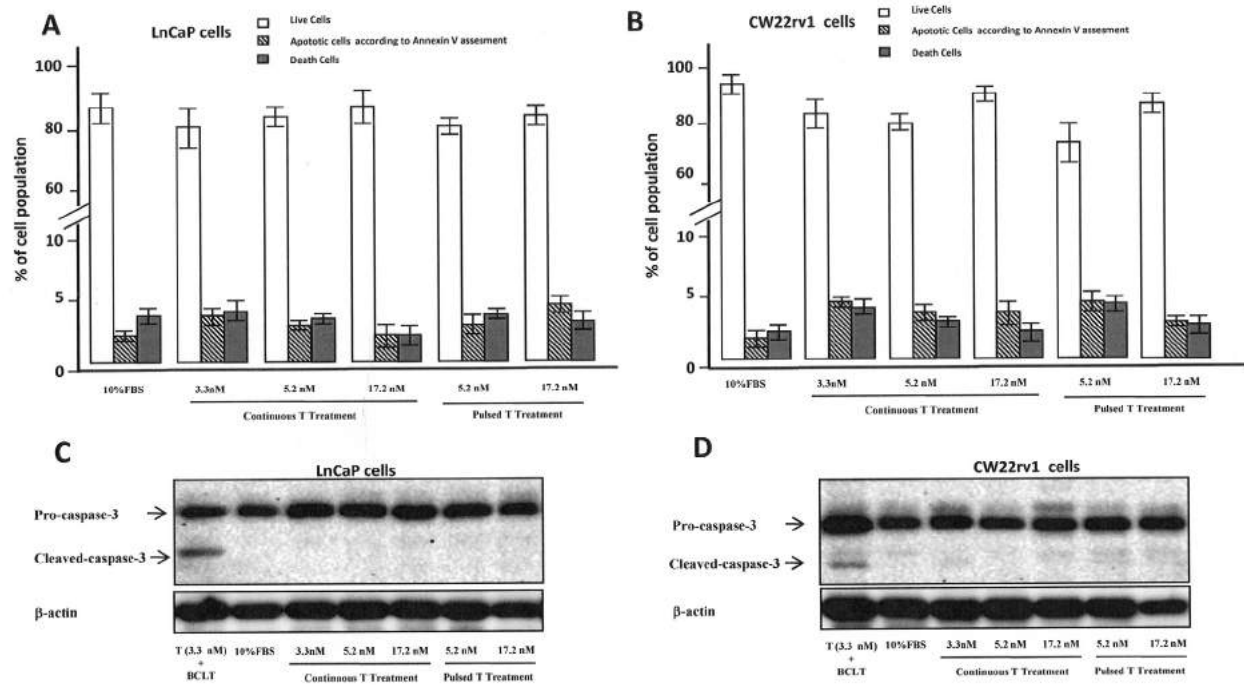 A
LnCaP cells
Live Cells
Apototic cells according to Annexin V assesment
Death Cells
% of cell population
100
80
60
10
5
0
10%FBS
3.3nM
5.2 nM
17.2 nM
5.2 nM
17.2 nM
Continuous T Treatment
Pulsed T Treatment
B
CW22rv1 cells
Live Cells
Apoptotic Cells according to Annexin V assesment
Death Cells
% of cell population
100
80
60
10
5
0
10%FBS
3.3nM
5.2 nM
17.2 nM
5.2 nM
17.2 nM
Continuous T Treatment
Pulsed T Treatment
C
LnCaP cells
Pro-caspase-3
Cleaved-caspase-3
β-actin
T (3.3 nM)
+
BCLT
10%FBS
3.3nM
5.2 nM
17.2 nM
5.2 nM
17.2 nM
Continuous T Treatment
Pulsed T Treatment
D
CW22rv1 cells
Pro-caspase-3
Cleaved-caspase-3
β-actin
T (3.3 nM)
+
BCLT
10%FBS
3.3nM
5.2 nM
17.2 nM
5.2 nM
17.2 nM
Continuous T Treatment
Pulsed T Treatment